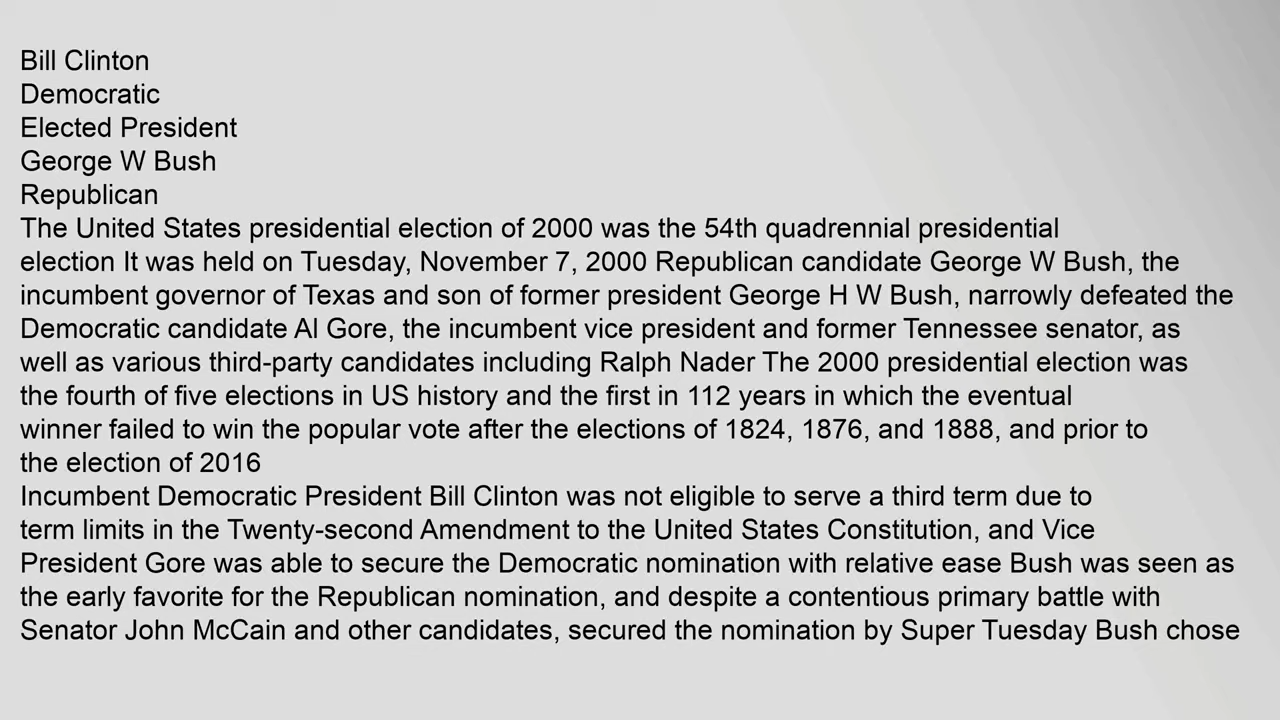 Bill Clinton
Democratic
Elected President
George W Bush
Republican
The United States presidential election of 2000 was the 54th quadrennial presidential
election It was held on Tuesday, November 7, 2000 Republican candidate George W Bush, the
incumbent governor of Texas and son of former president George H W Bush, narrowly defeated the
Democratic candidate Al Gore, the incumbent vice president and former Tennessee senator, as
well as various third-party candidates including Ralph Nader The 2000 presidential election was
the fourth of five elections in US history and the first in 112 years in which the eventual
winner failed to win the popular vote after the elections of 1824, 1876, and 1888, and prior to
the election of 2016
Incumbent Democratic President Bill Clinton was not eligible to serve a third term due to
term limits in the Twenty-second Amendment to the United States Constitution, and Vice
President Gore was able to secure the Democratic nomination with relative ease Bush was seen as
the early favorite for the Republican nomination, and despite a contentious primary battle with
Senator John McCain and other candidates, secured the nomination by Super Tuesday Bush chose